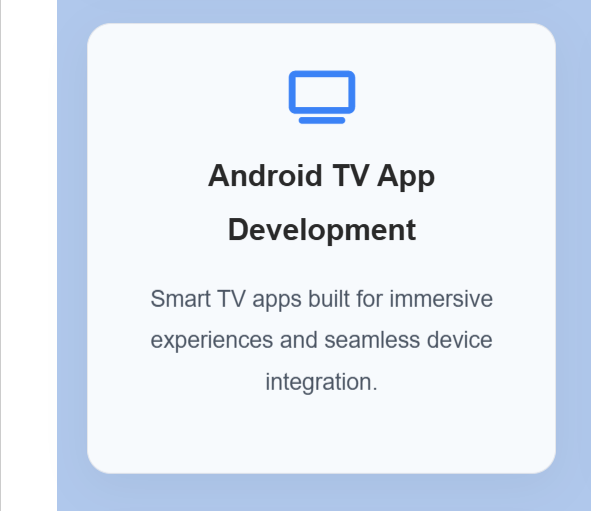 Android TV App
Development
Smart TV apps built for immersive
experiences and seamless device
integration.